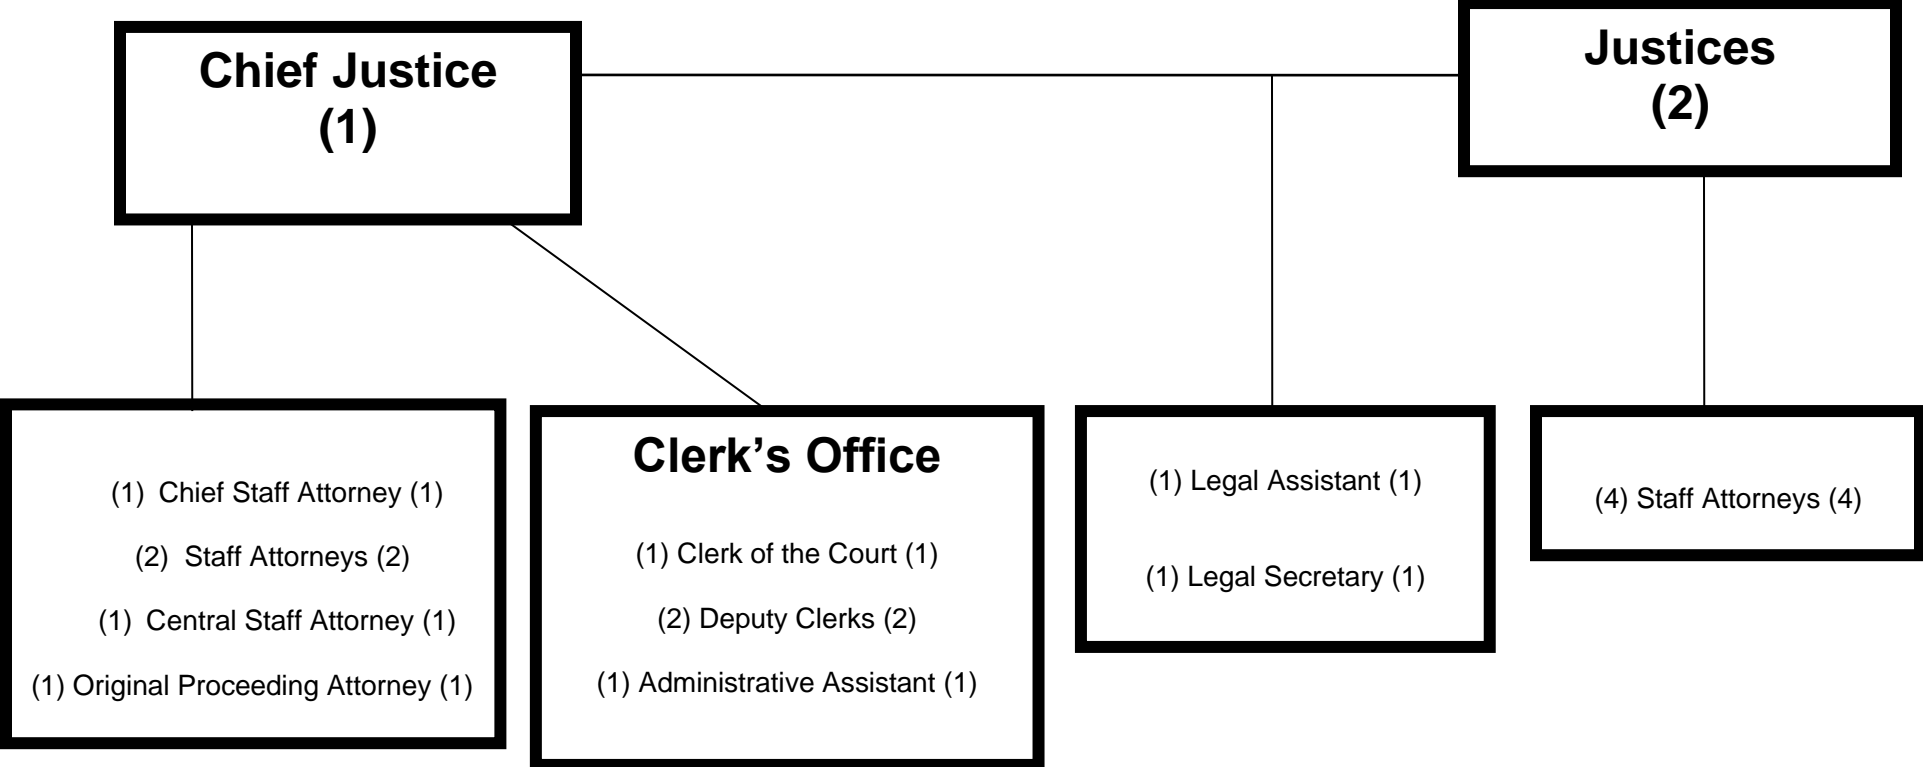 Chief Justice
(1)
Justices
(2)
(1) Chief Staff Attorney (1)
(2) Staff Attorneys (2)
(1) Central Staff Attorney (1)
(1) Original Proceeding Attorney (1)
Clerk’s Office
(1) Clerk of the Court (1)
(2) Deputy Clerks (2)
(1) Administrative Assistant (1)
(1) Legal Assistant (1)
(1) Legal Secretary (1)
(4) Staff Attorneys (4)